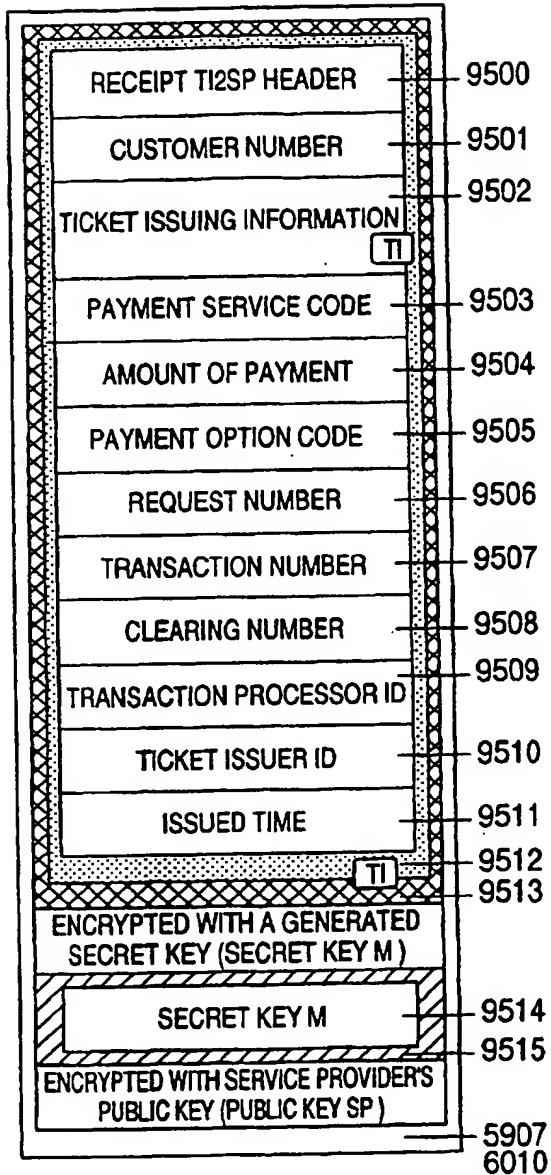 RECEIPT TI2SP HEADER 9500
CUSTOMER NUMBER 9501
9502
TICKET ISSUING INFORMATION
TI
PAYMENT SERVICE CODE 9503
AMOUNT OF PAYMENT 9504
PAYMENT OPTION CODE 9505
REQUEST NUMBER 9506
TRANSACTION NUMBER 9507
CLEARING NUMBER 9508
9509
TRANSACTION PROCESSOR ID
TICKET ISSUER ID 9510
ISSUED TIME 9511
TI 9512
9513
ENCRYPTED WITH A GENERATED
SECRET KEY (SECRET KEY M )
SECRET KEY M 9514
9515
ENCRYPTED WITH SERVICE PROVIDER'S
PUBLIC KEY (PUBLIC KEY SP )
5907
6010